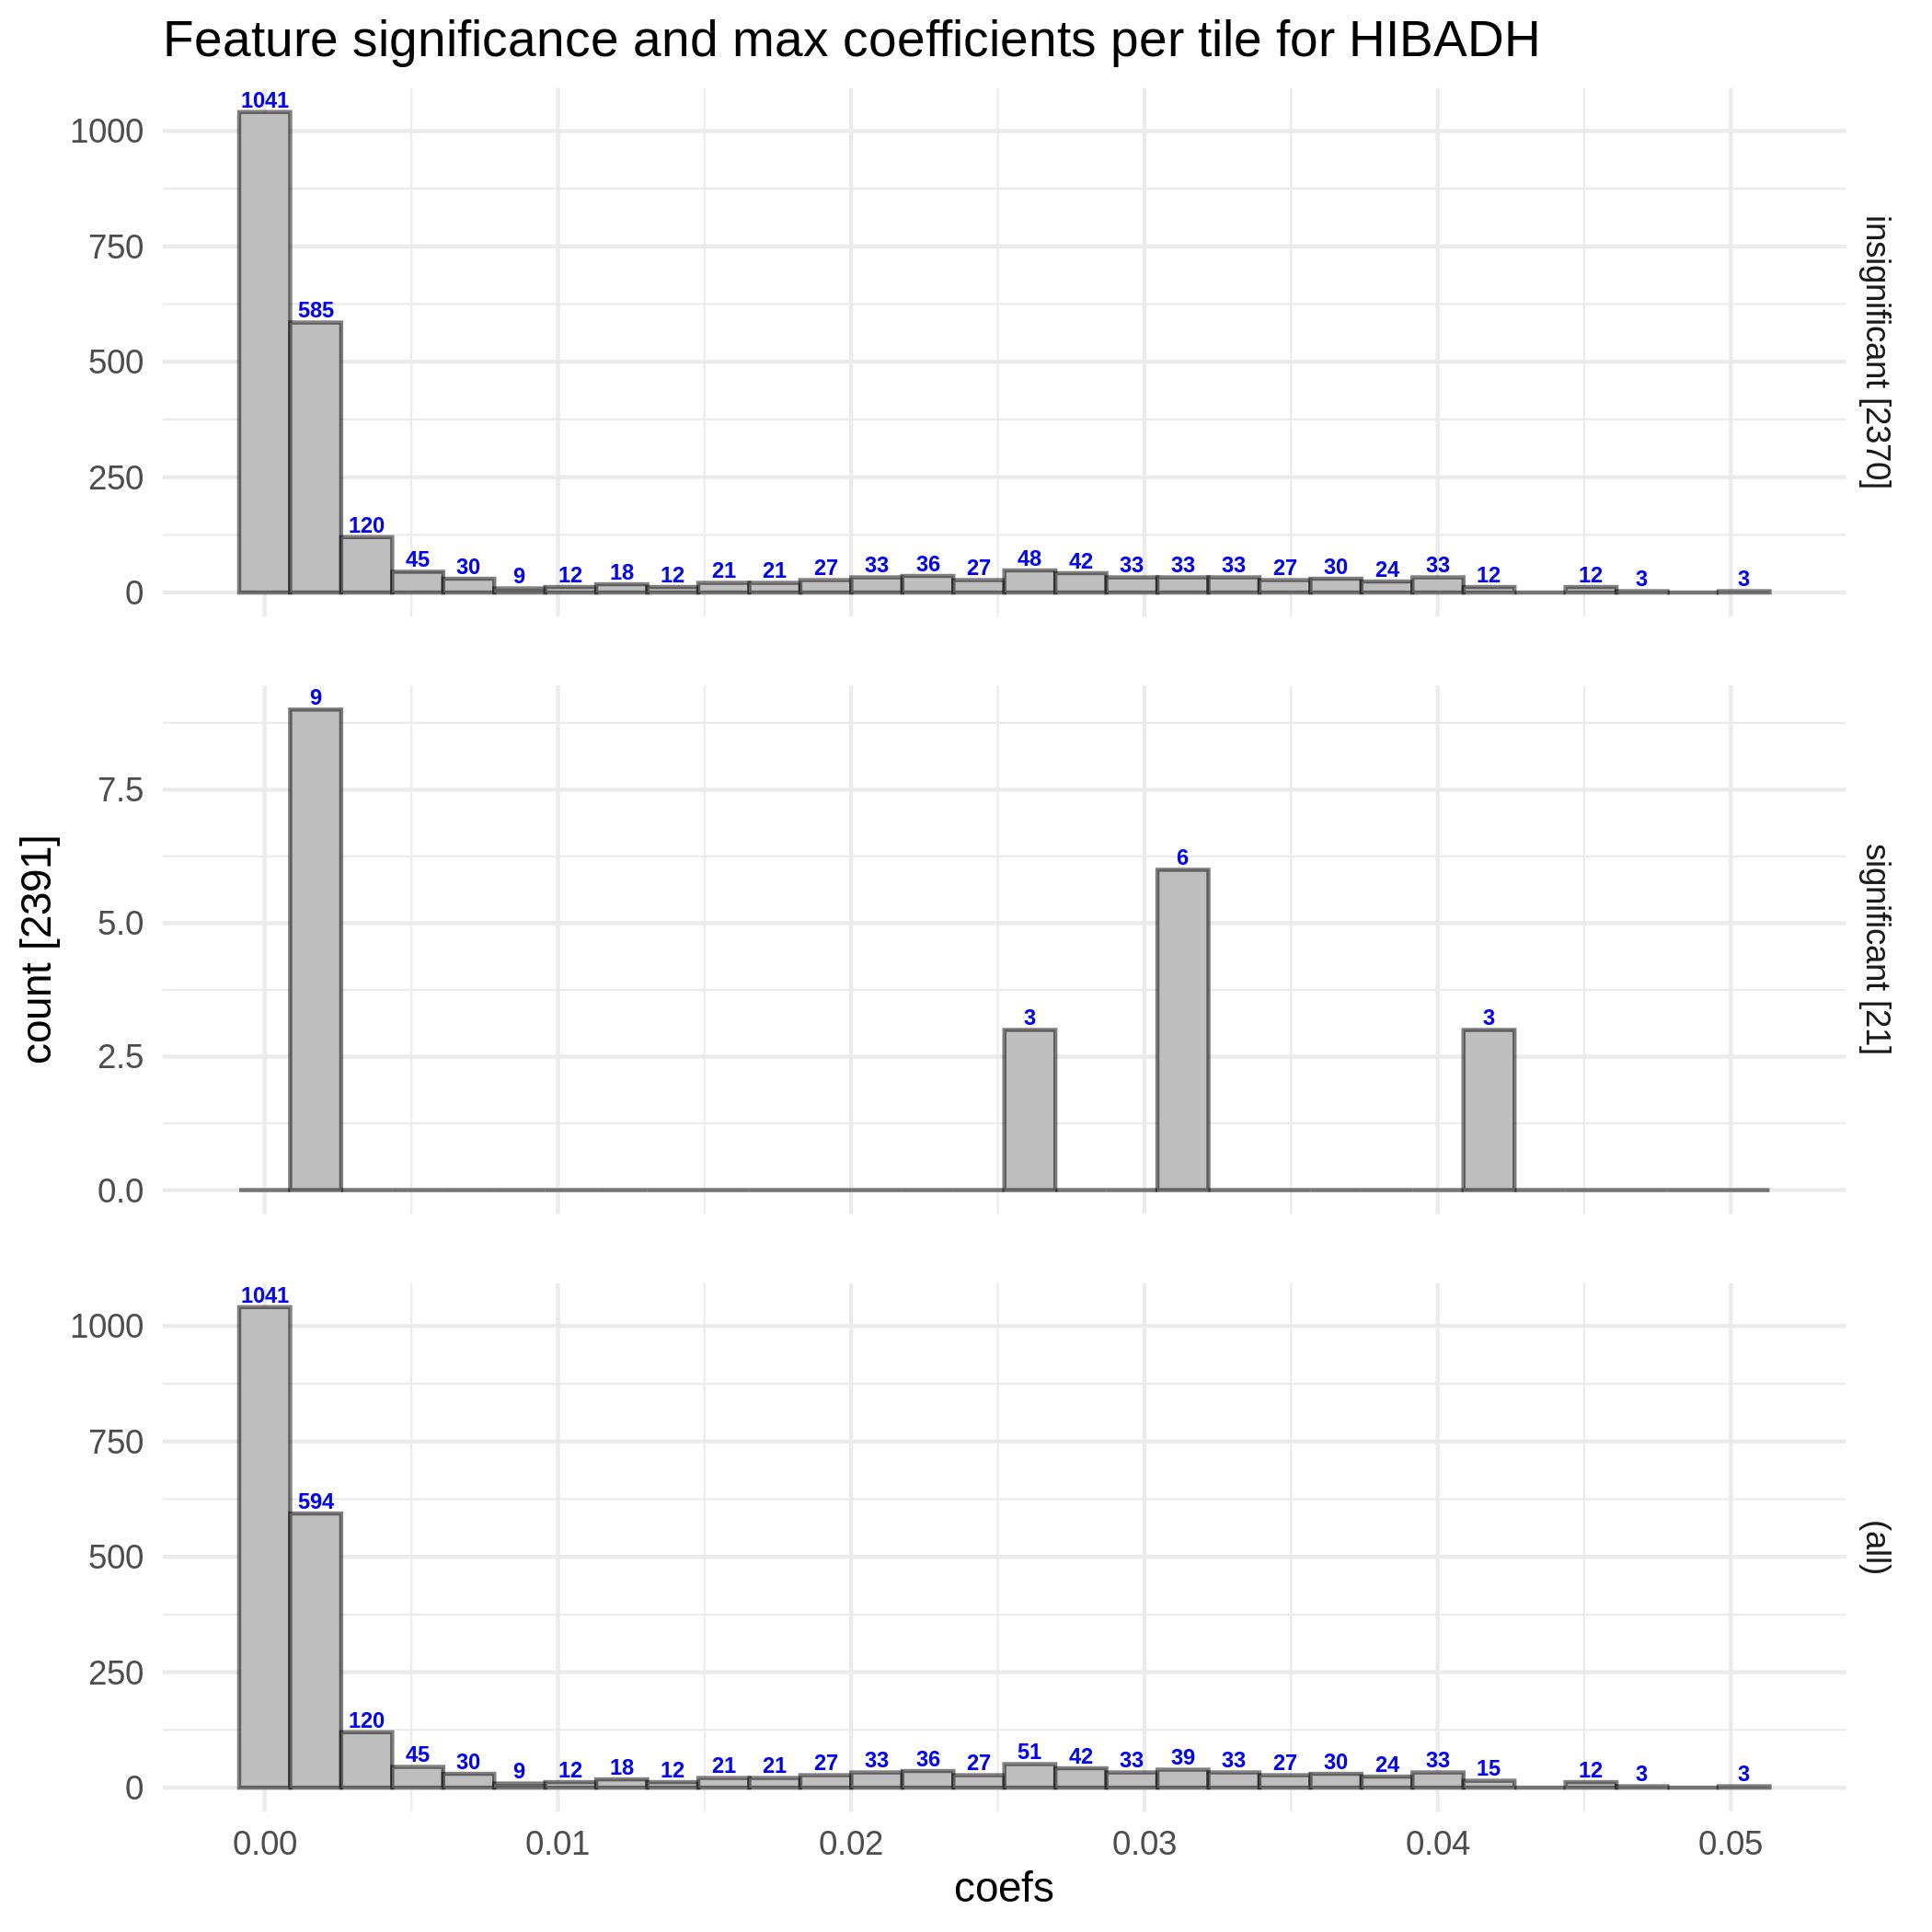 Feature significance and max coefficients per tile for HIBADH
1041
1000
750
585
500
250
120
45 30 9 12 18 12 21 21 27 33 36 27 48 42 33 33 33 27 30 24 33 12 12 3 3
0
insignificant [2370]
9
7.5
6
5.0
3 3
2.5
0.0
significant [21]
count [2391]
1041
1000
750
594
500
250
120
45 30 9 12 18 12 21 21 27 33 36 27 51 42 33 39 33 27 30 24 33 15 12 3 3
0
(all)
0.00 0.01 0.02 0.03 0.04 0.05
coefs